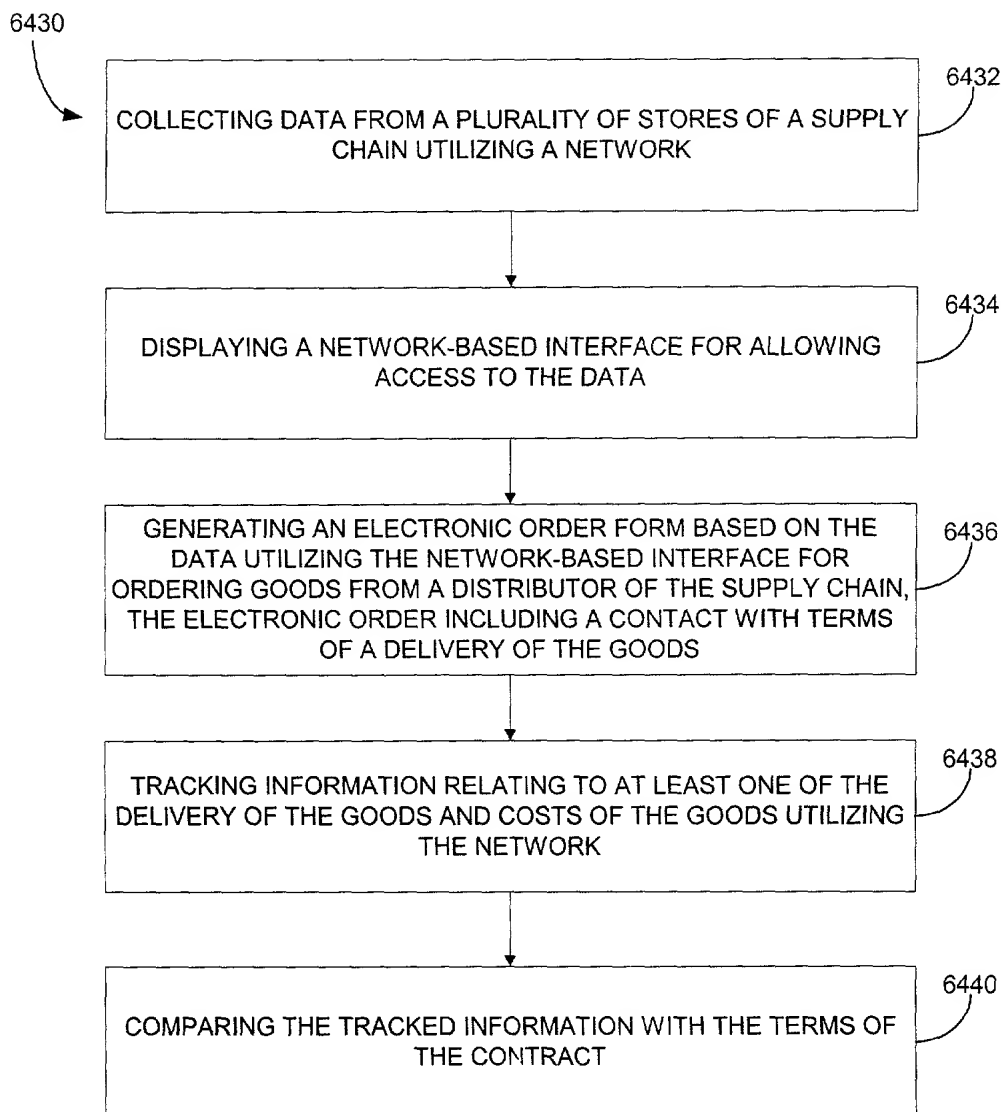 6430
6432
COLLECTING DATA FROM A PLURALITY OF STORES OF A SUPPLY
CHAIN UTILIZING A NETWORK
6434
DISPLAYING A NETWORK-BASED INTERFACE FOR ALLOWING
ACCESS TO THE DATA
6436
GENERATING AN ELECTRONIC ORDER FORM BASED ON THE
DATA UTILIZING THE NETWORK-BASED INTERFACE FOR
ORDERING GOODS FROM A DISTRIBUTOR OF THE SUPPLY CHAIN,
THE ELECTRONIC ORDER INCLUDING A CONTACT WITH TERMS
OF A DELIVERY OF THE GOODS
6438
TRACKING INFORMATION RELATING TO AT LEAST ONE OF THE
DELIVERY OF THE GOODS AND COSTS OF THE GOODS UTILIZING
THE NETWORK
6440
COMPARING THE TRACKED INFORMATION WITH THE TERMS OF
THE CONTRACT